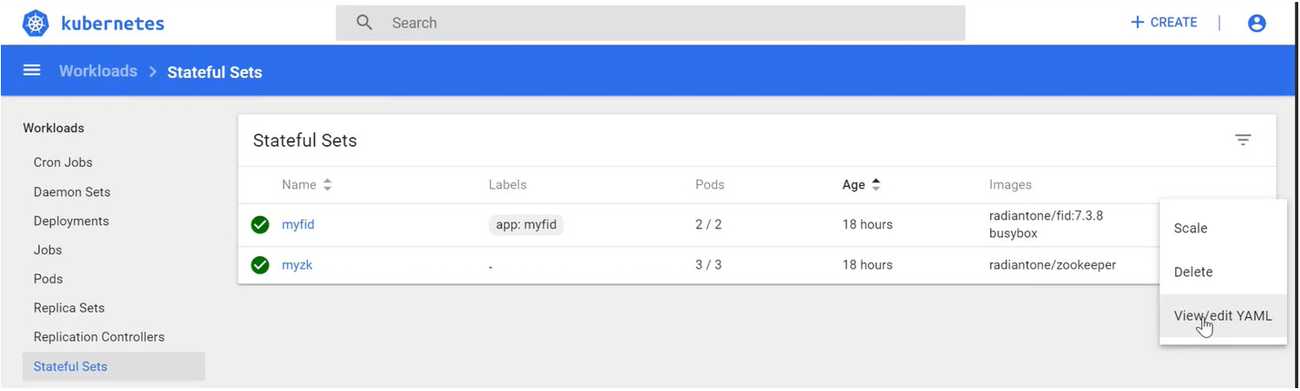 kubernetes
Search
+ CREATE |
Workloads > Stateful Sets
Workloads
Cron Jobs
Daemon Sets
Deployments
Jobs
Pods
Replica Sets
Replication Controllers
Stateful Sets
Stateful Sets
Name Labels Pods Age Images
myfid app: myfid 2 / 2 18 hours radiantone/fid:7.3.8
busybox
myzk - 3 / 3 18 hours radiantone/zookeeper
Scale
Delete
View/edit YAML